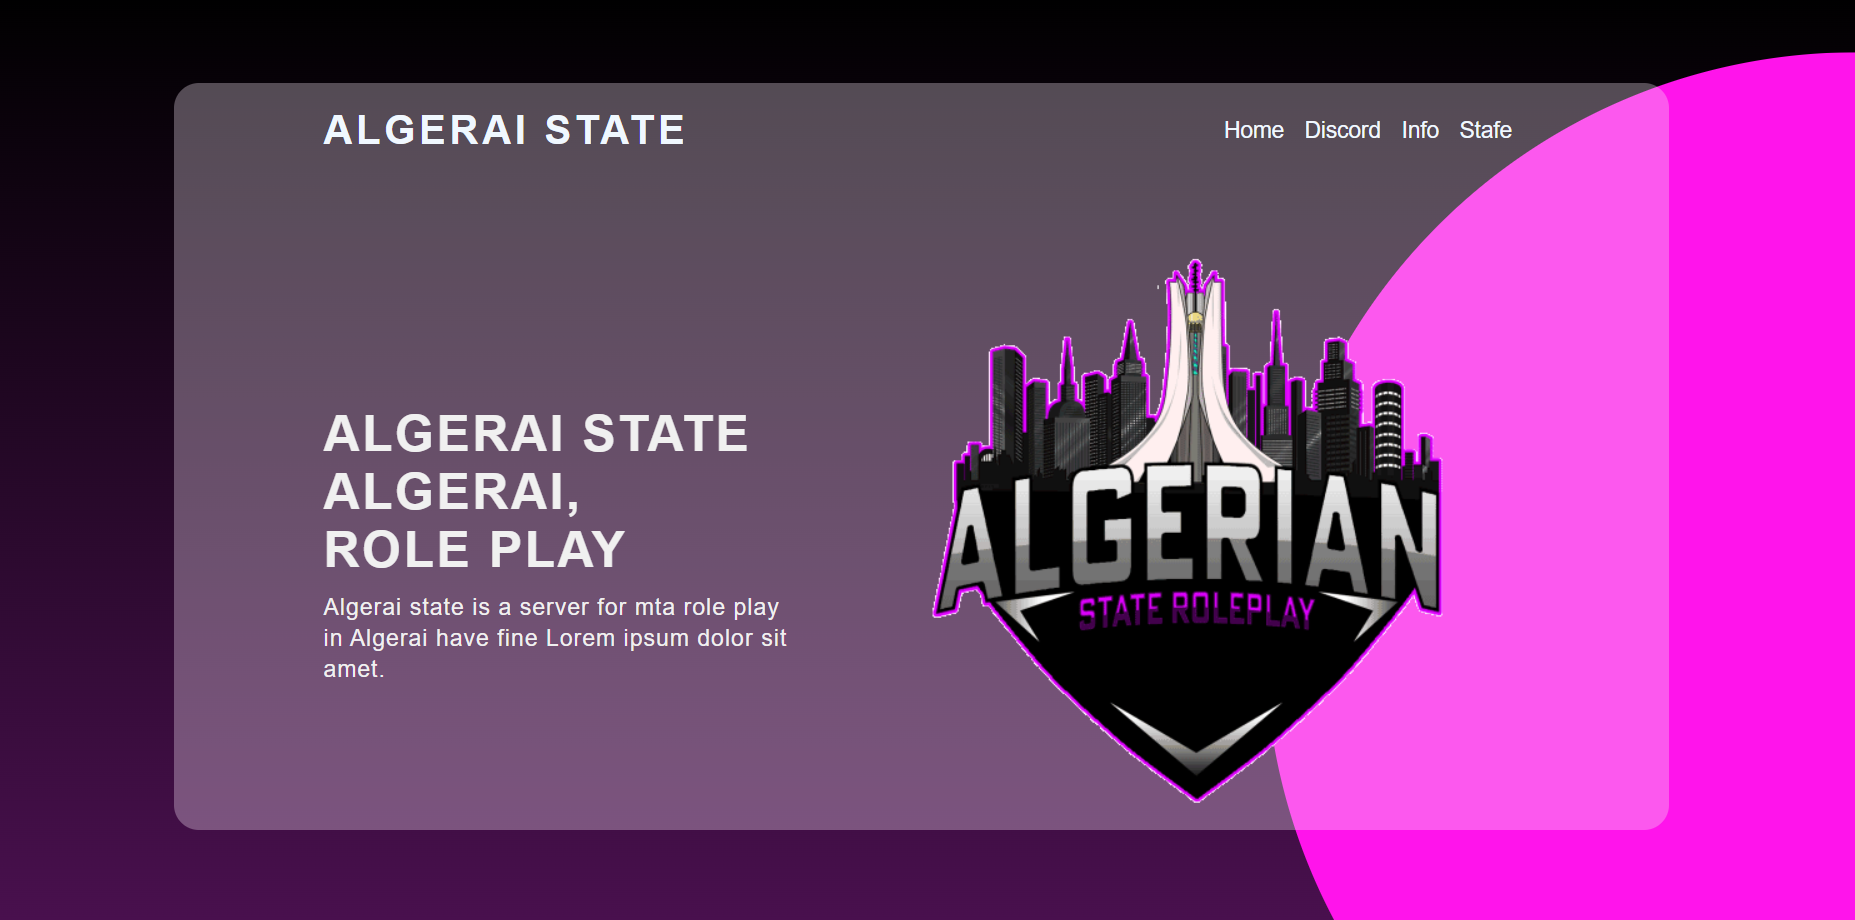 ALGERAI STATE
Home Discord Info Stafe
ALGERAI STATE
ALGERAI,
ROLE PLAY
Algerai state is a server for mta role play
in Algerai have fine Lorem ipsum dolor sit
amet.
ALGERIAN
STATE ROLEPLAY